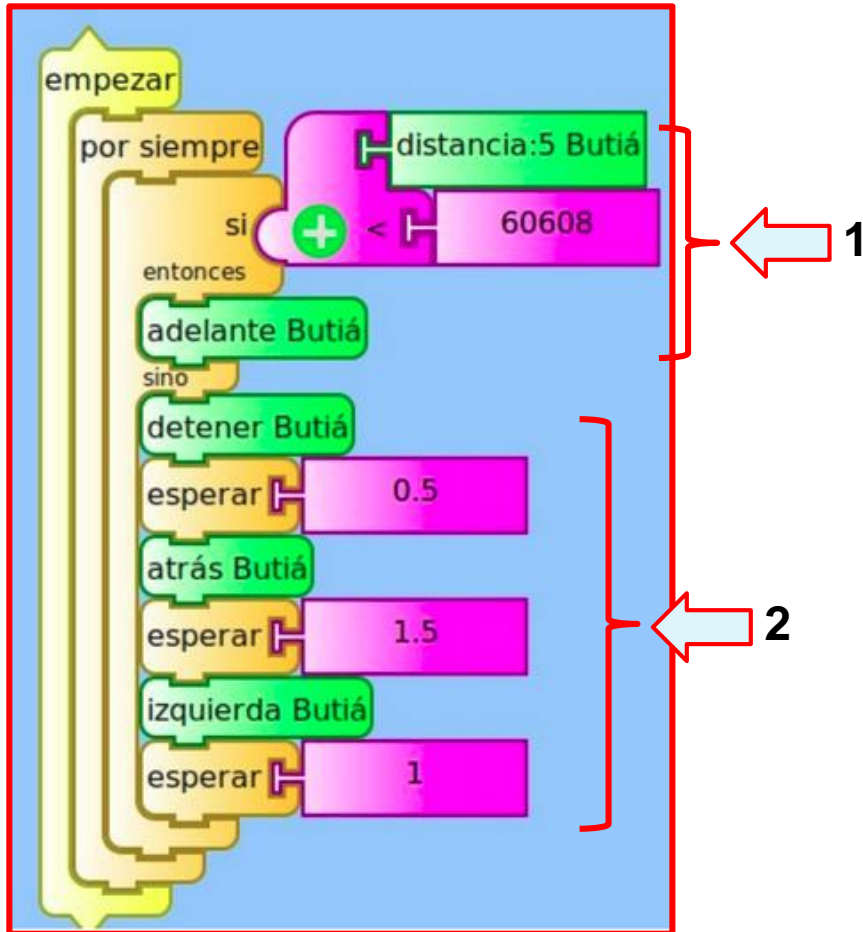 empezar
por siempre
distancia:5 Butiá
si
<
60608
1
entonces
adelante Butiá
sino
detener Butiá
esperar 0.5
atrás Butiá
esperar 1.5
2
izquierda Butiá
esperar 1